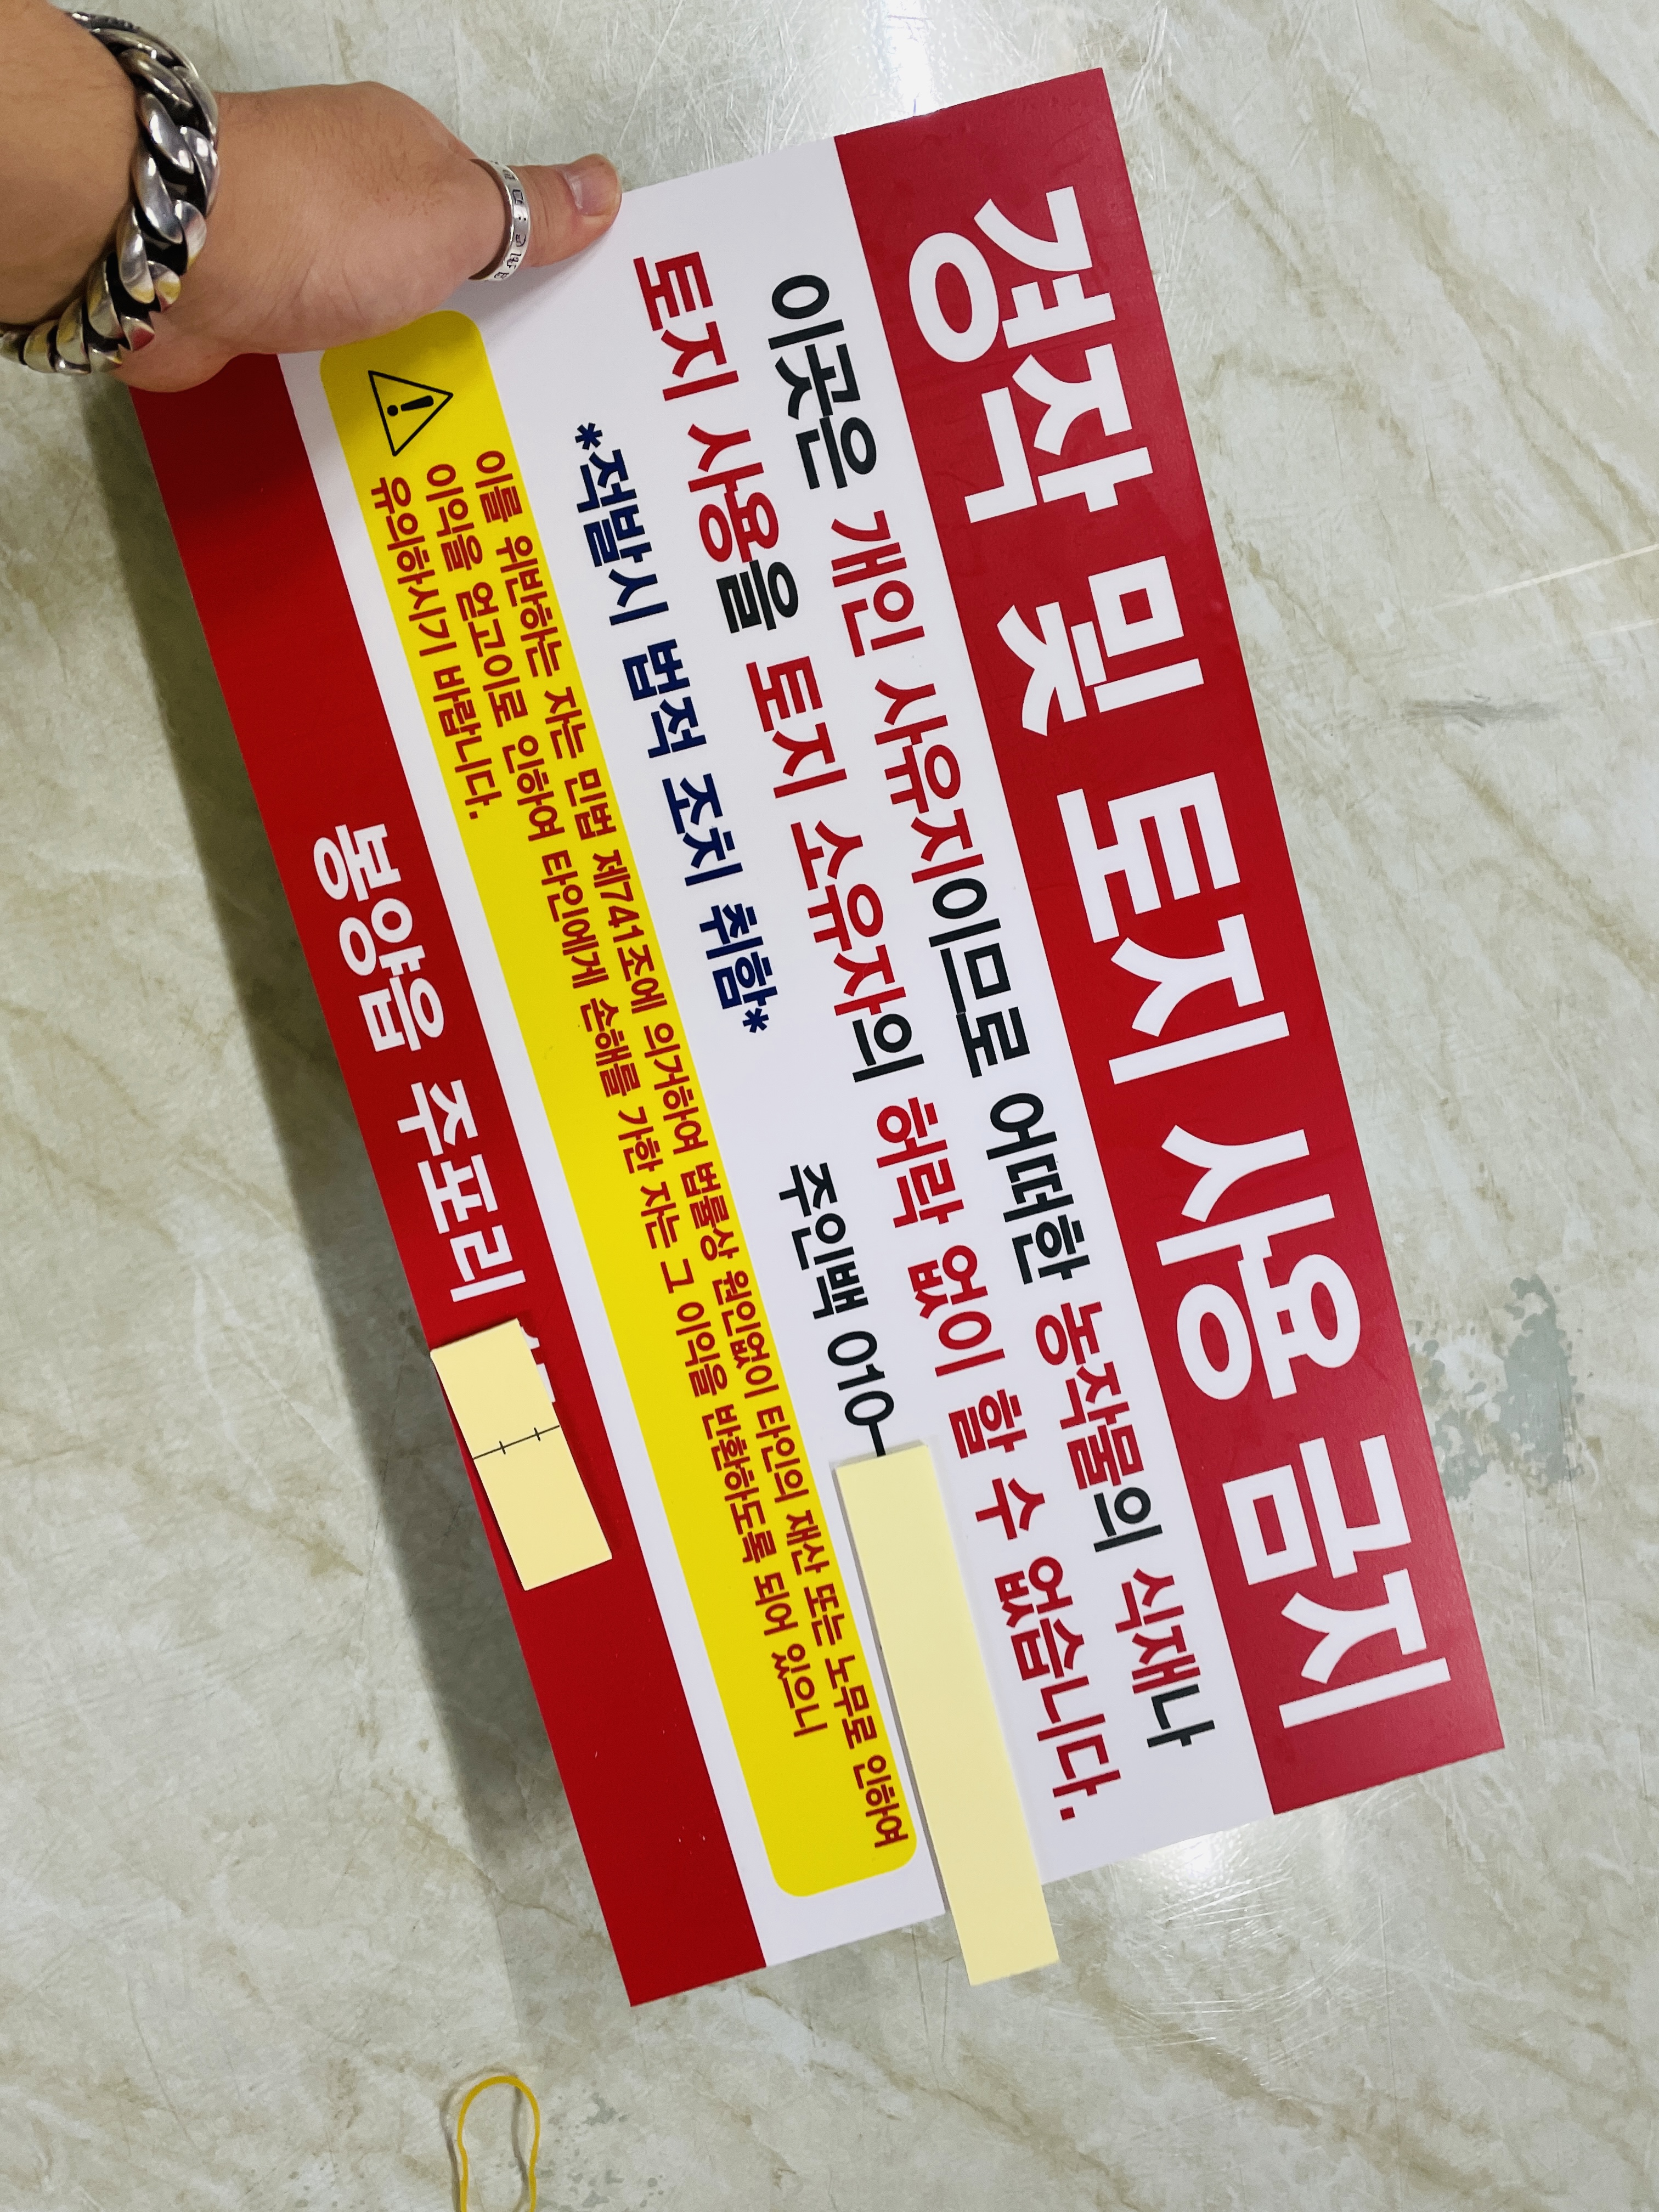 경작 및 토지 사용 금지
이곳은 개인 사유지이므로 어떠한 농작물의 식재나
토지 사용을 토지 소유자의 허락 없이 할 수 없습니다.
*적발시 법적 조치 취함*
주인백 010-
이를 위반하는 자는 민법 제741조에 의거하여 법률상 원인없이 타인의 재산 또는 노무로 인하여
이익을 얻고이로 인하여 타인에게 손해를 가한 자는 그 이익을 반환하도록 되어 있으니
유의하시기 바랍니다.
봉양읍 주포리